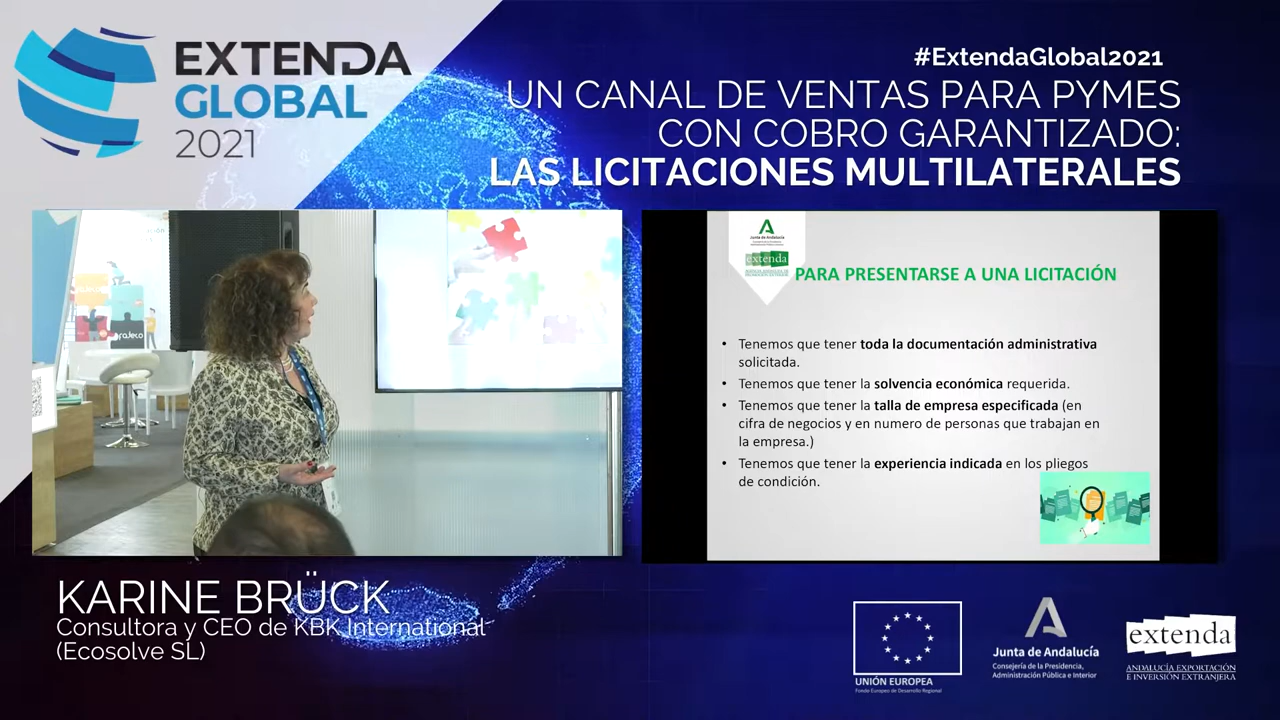 EXTENDA
GLOBAL
2021
#ExtendaGlobal2021
UN CANAL DE VENTAS PARA PYMES
CON COBRO GARANTIZADO:
LAS LICITACIONES MULTILATERALES
Junta de Andalucía
extenda
PARA PRESENTARSE A UNA LICITACIÓN
• Tenemos que tener toda la documentación administrativa
solicitada.
• Tenemos que tener la solvencia económica requerida.
• Tenemos que tener la talla de empresa especificada (en
cifra de negocios y en numero de personas que trabajan en
la empresa.)
• Tenemos que tener la experiencia indicada en los pliegos
de condición.
KARINE BRÜCK
Consultora y CEO de KBK International
(Ecosolve SL)
UNIÓN EUROPEA
Fondo Europeo de Desarrollo Regional
Junta de Andalucía
Consejería de la Presidencia,
Administración Pública e Interior
extenda
ANDALUCÍA EXPORTACIÓN
E INVERSIÓN EXTRANJERA